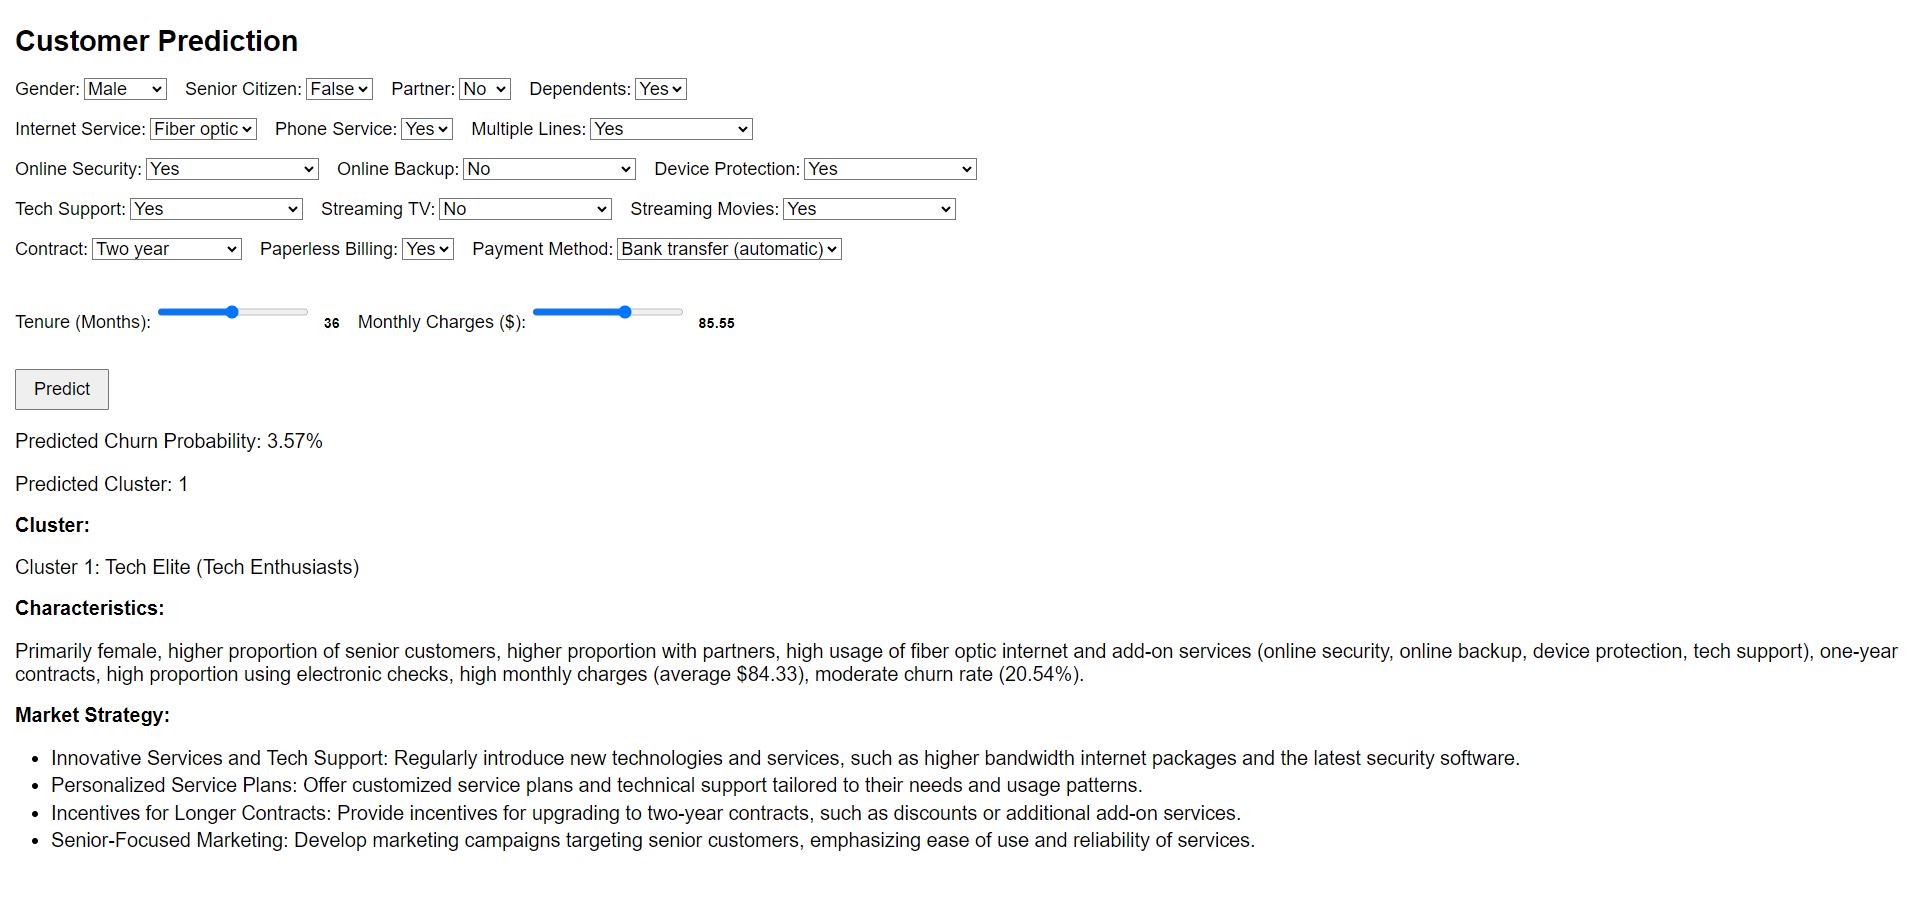 Customer Prediction
Gender: Male Senior Citizen: False Partner: No Dependents: Yes
Internet Service: Fiber optic Phone Service: Yes Multiple Lines: Yes
Online Security: Yes Online Backup: No Device Protection: Yes
Tech Support: Yes Streaming TV: No Streaming Movies: Yes
Contract: Two year Paperless Billing: Yes Payment Method: Bank transfer (automatic)
Tenure (Months): 36 Monthly Charges ($): 85.55
Predict
Predicted Churn Probability: 3.57%
Predicted Cluster: 1
Cluster:
Cluster 1: Tech Elite (Tech Enthusiasts)
Characteristics:
Primarily female, higher proportion of senior customers, higher proportion with partners, high usage of fiber optic internet and add-on services (online security, online backup, device protection, tech support), one-year
contracts, high proportion using electronic checks, high monthly charges (average $84.33), moderate churn rate (20.54%).
Market Strategy:
• Innovative Services and Tech Support: Regularly introduce new technologies and services, such as higher bandwidth internet packages and the latest security software.
• Personalized Service Plans: Offer customized service plans and technical support tailored to their needs and usage patterns.
• Incentives for Longer Contracts: Provide incentives for upgrading to two-year contracts, such as discounts or additional add-on services.
• Senior-Focused Marketing: Develop marketing campaigns targeting senior customers, emphasizing ease of use and reliability of services.